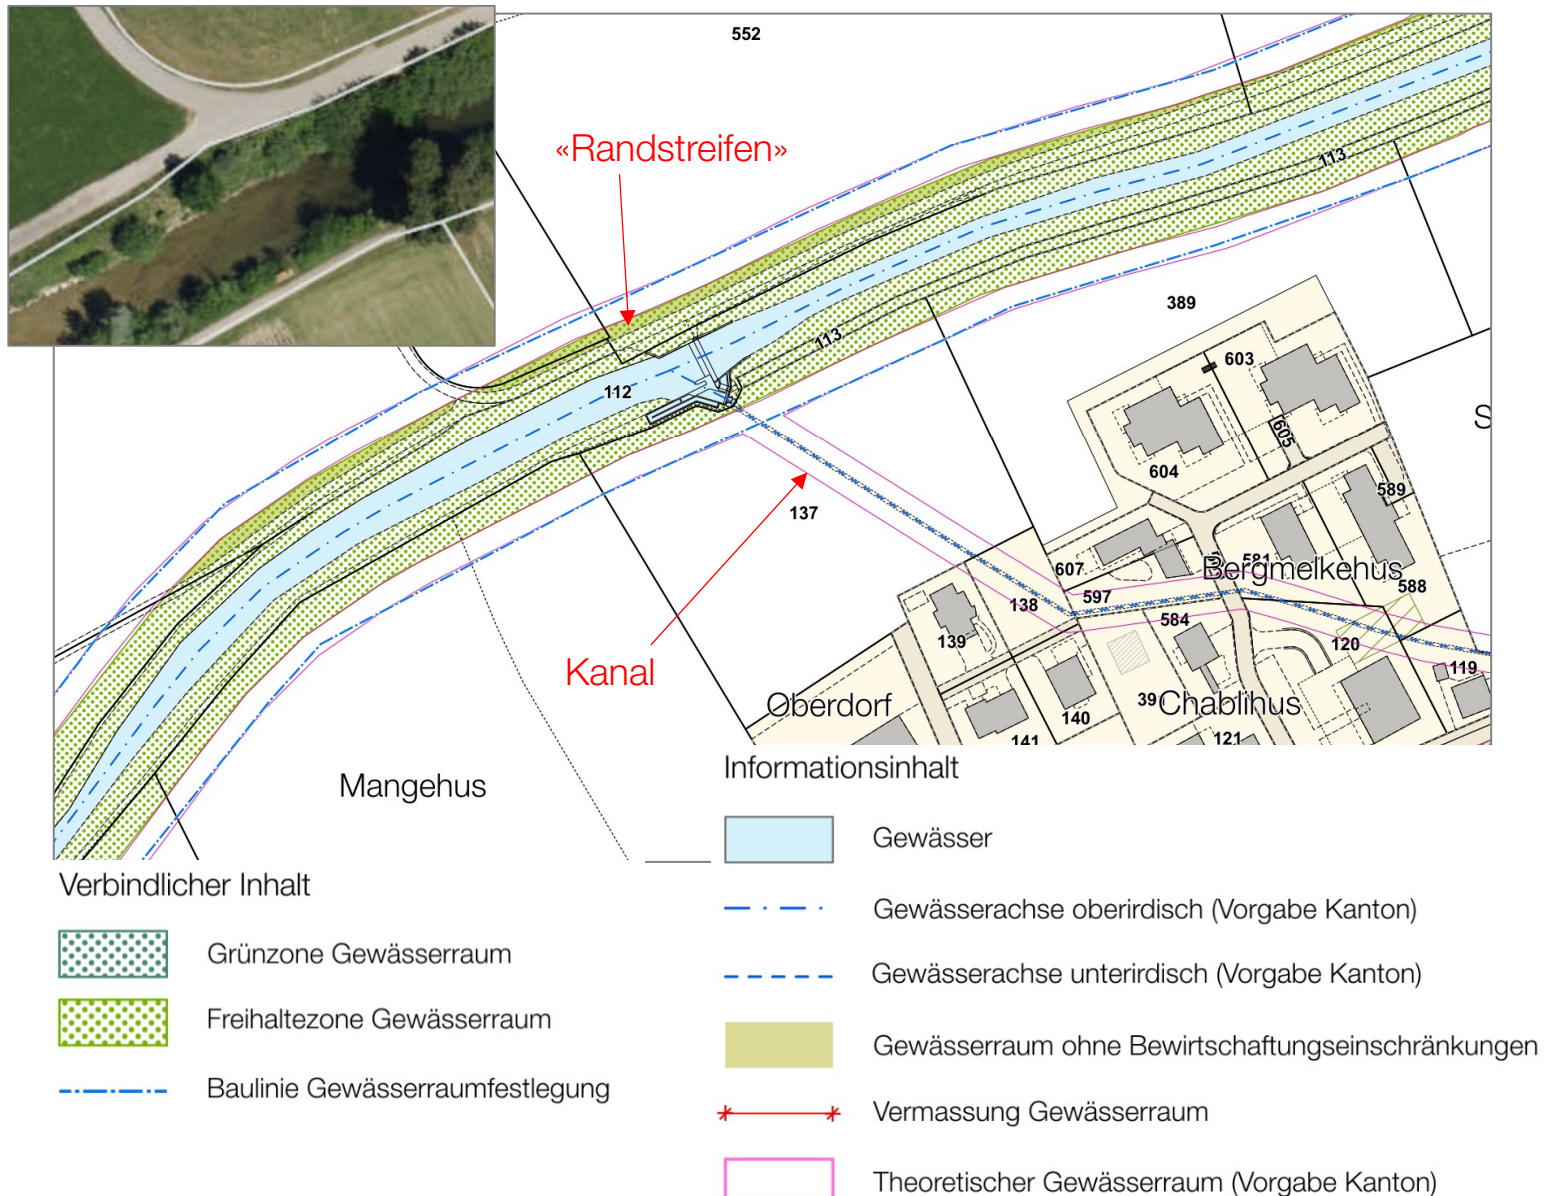 552
«Randstreifen»
113
389
113
603
112
605
S
604
589
137
581
607
Bergmelkehus
588
597
138
584
139
120
119
Kanal
Oberdorf
39
Chablihus
140
141
121
Mangehus
Informationsinhalt
Gewässer
Verbindlicher Inhalt
Gewässerachse oberirdisch (Vorgabe Kanton)
Grünzone Gewässerraum
Gewässerachse unterirdisch (Vorgabe Kanton)
Freihaltezone Gewässerraum
Gewässerraum ohne Bewirtschaftungseinschränkungen
Baulinie Gewässerraumfestlegung
Vermassung Gewässerraum
Theoretischer Gewässerraum (Vorgabe Kanton)